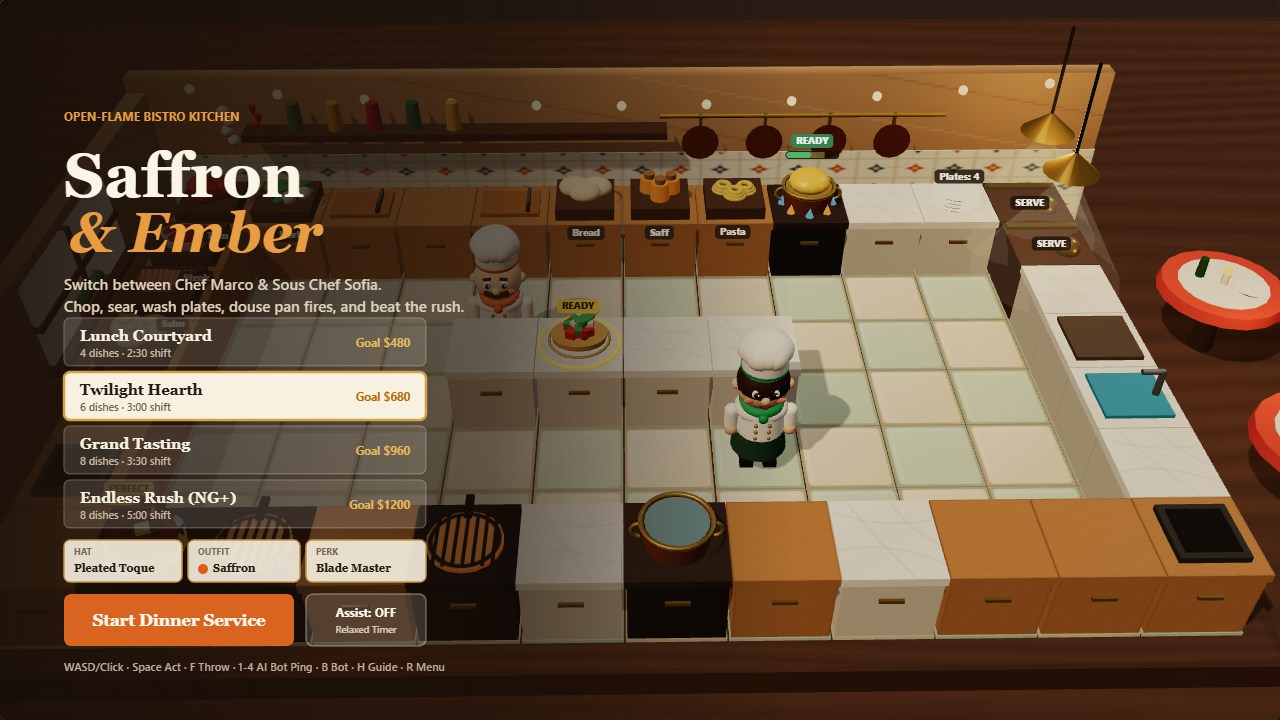 OPEN-FLAME BISTRO KITCHEN
Saffron
& Ember
Switch between Chef Marco & Sous Chef Sofia.
Chop, sear, wash plates, douse pan fires, and beat the rush.
Lunch Courtyard
4 dishes · 2:30 shift
Goal $480
Twilight Hearth
6 dishes · 3:00 shift
Goal $680
Grand Tasting
8 dishes · 3:30 shift
Goal $960
Endless Rush (NG+)
8 dishes · 5:00 shift
Goal $1200
HAT
Pleated Toque
OUTFIT
Saffron
PERK
Blade Master
Start Dinner Service
Assist: OFF
Relaxed Timer
WASD/Click · Space Act · F Throw · 1-4 AI Bot Ping · B Bot · H Guide · R Menu
READY
Plates: 4
SERVE
SERVE
Bread
Saff
Pasta
READY
PERFECT